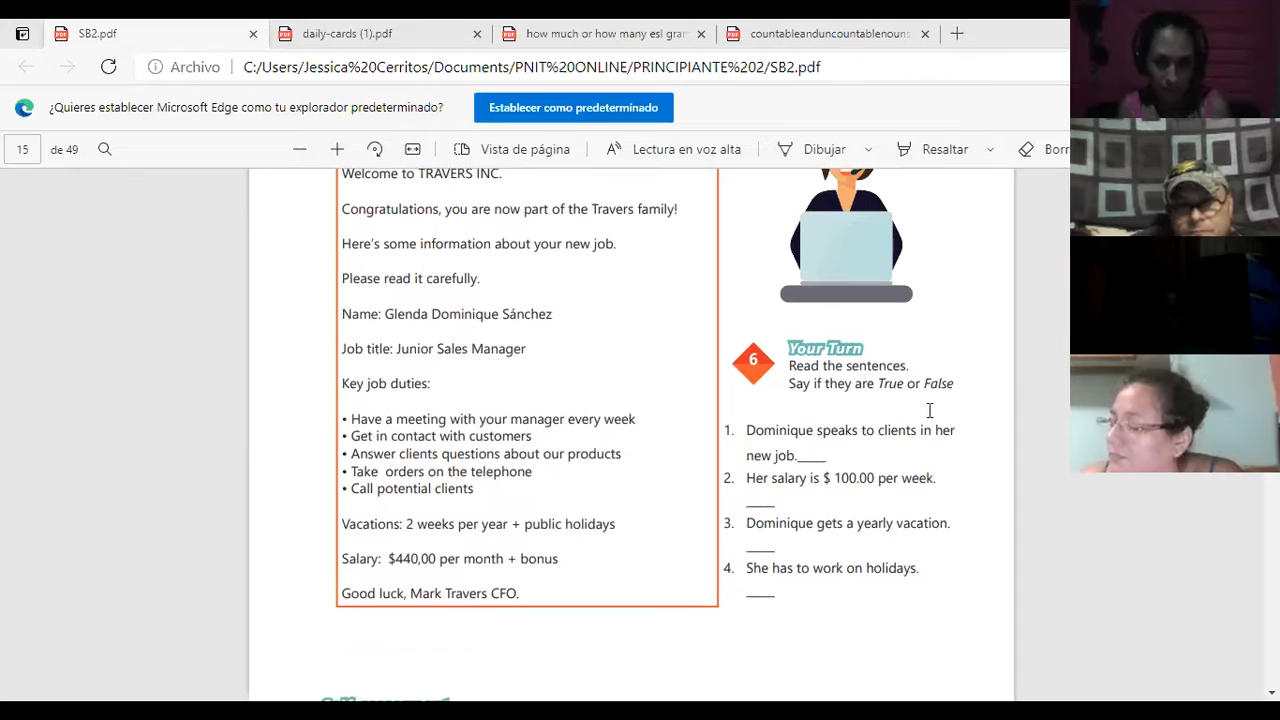 SB2.pdf
daily-cards (1).pdf
how much or how many esl gra
countableanduncountablenouns
Archivo
C:/Users/Jessica%20Cerritos/Documents/PNIT%20ONLINE/PRINCIPIANTE%202/SB2.pdf
¿Quieres establecer Microsoft Edge como tu explorador predeterminado?
Establecer como predeterminado
15 de 49
Vista de página
Lectura en voz alta
Dibujar
Resaltar
Borr
Welcome to TRAVERS INC.
Congratulations, you are now part of the Travers family!
Here's some information about your new job.
Please read it carefully.
Name: Glenda Dominique Sánchez
Job title: Junior Sales Manager
Key job duties:
• Have a meeting with your manager every week
• Get in contact with customers
• Answer clients questions about our products
• Take orders on the telephone
• Call potential clients
Vacations: 2 weeks per year + public holidays
Salary: $440,00 per month + bonus
Good luck, Mark Travers CFO.
6
Your Turn
Read the sentences.
Say if they are True or False
1. Dominique speaks to clients in her
new job.____
2. Her salary is $ 100.00 per week.
____
3. Dominique gets a yearly vacation.
____
4. She has to work on holidays.
____